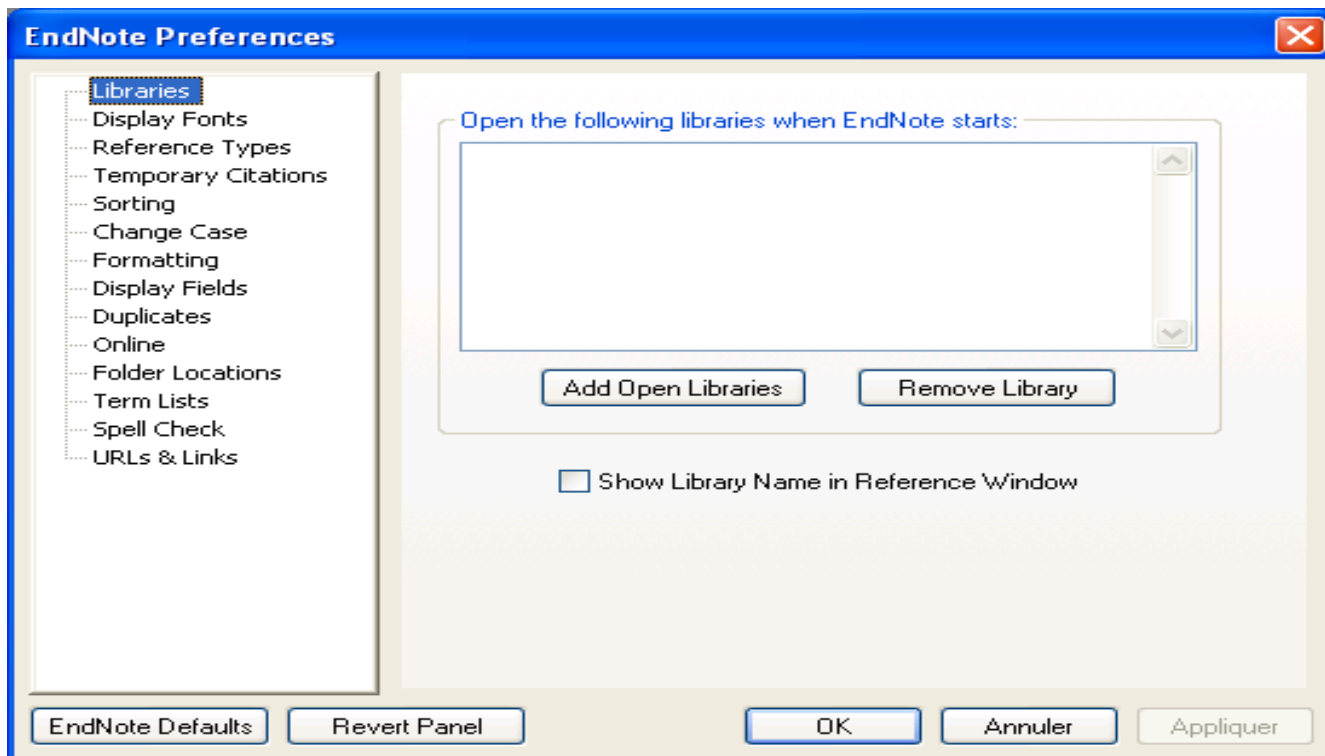 EndNote Preferences
Libraries
Display Fonts
Reference Types
Temporary Citations
Sorting
Change Case
Formatting
Display Fields
Duplicates
Online
Folder Locations
Term Lists
Spell Check
URLs & Links
Open the following libraries when EndNote starts:
Add Open Libraries
Remove Library
Show Library Name in Reference Window
EndNote Defaults
Revert Panel
OK
Annuler
Appliquer